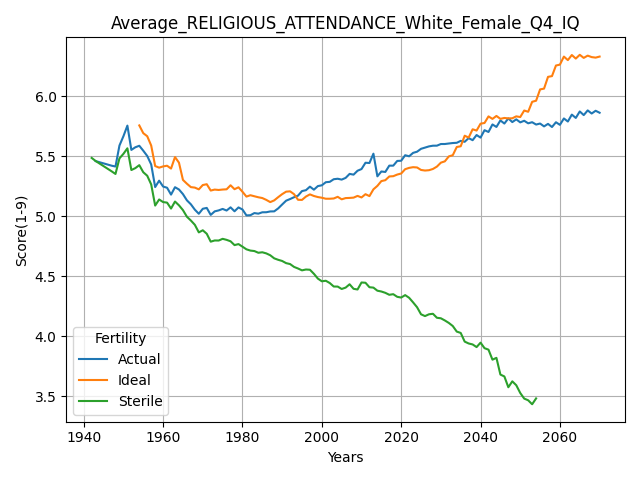 Average_RELIGIOUS_ATTENDANCE_White_Female_Q4_IQ
Score(1-9)
6.0
5.5
5.0
4.5
4.0
3.5
Fertility
Actual
Ideal
Sterile
1940 1960 1980 2000 2020 2040 2060
Years